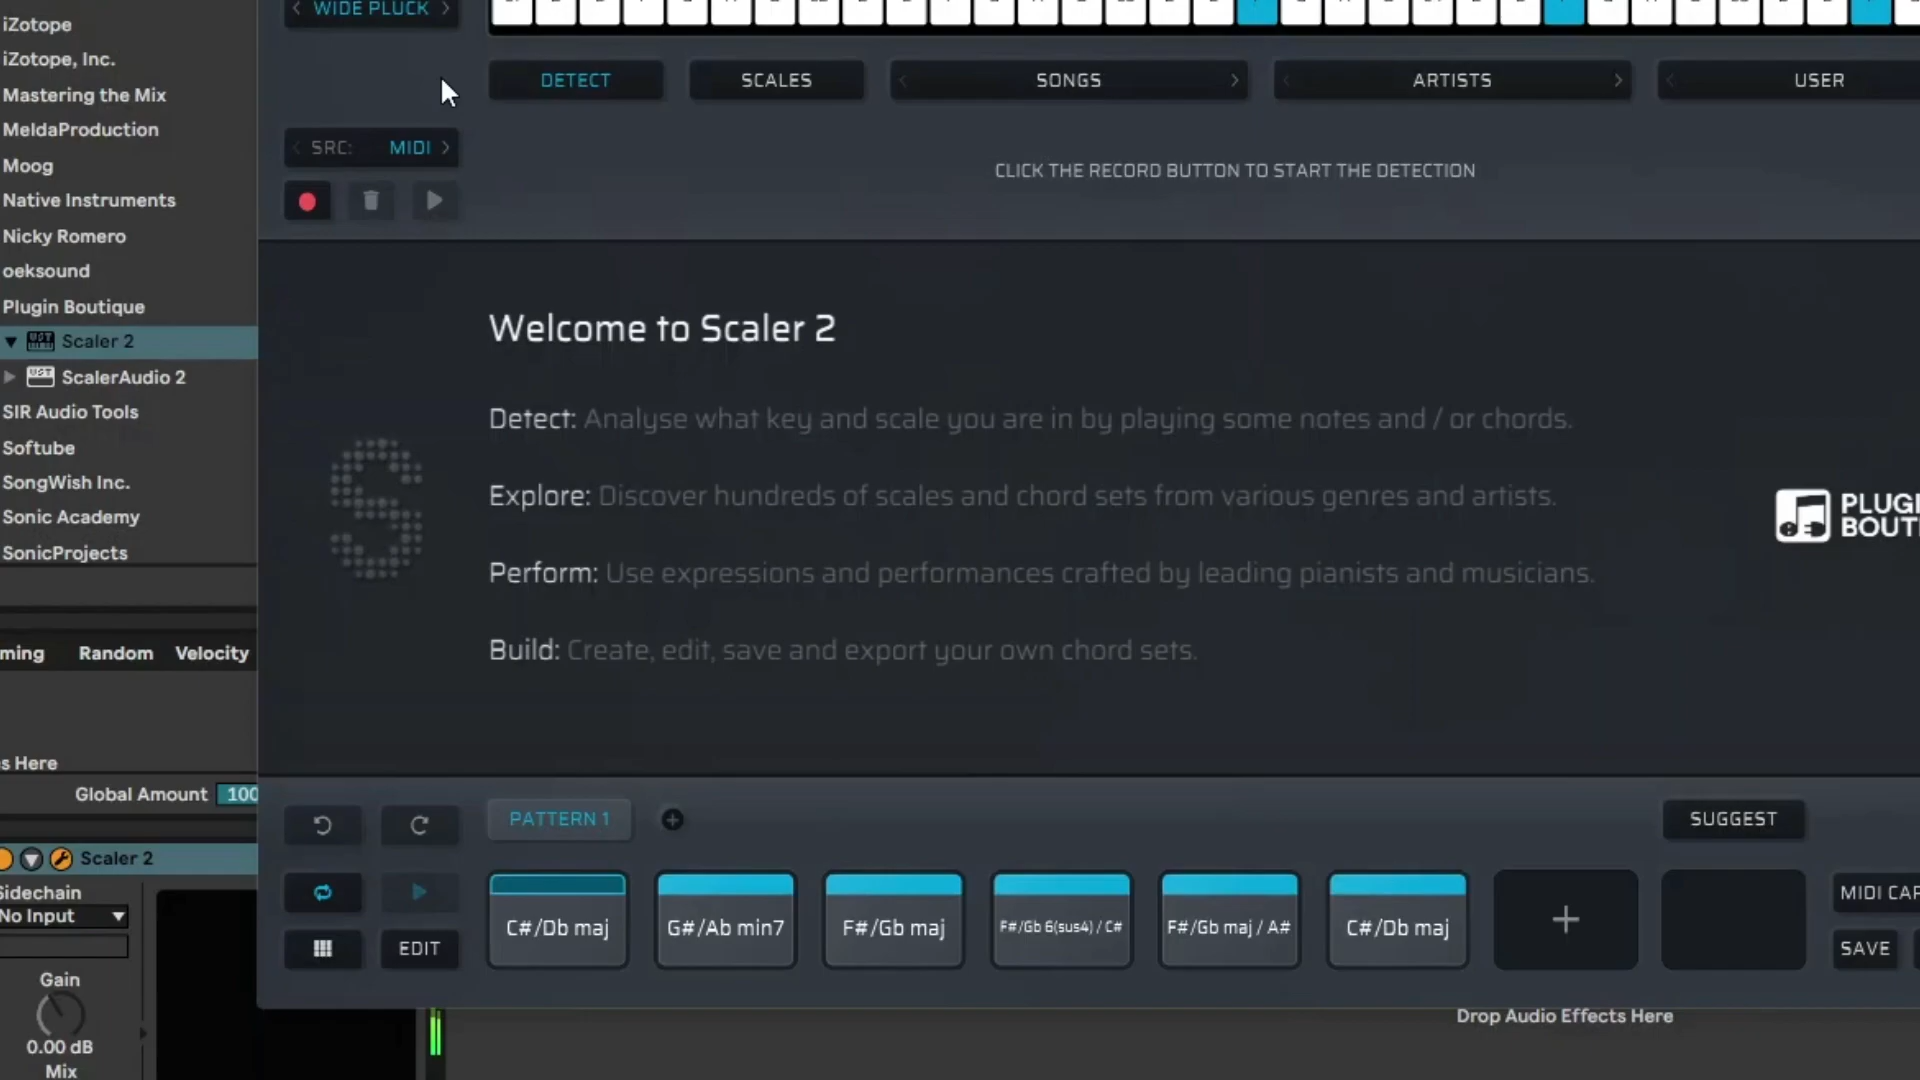 WIDE PLUCK
iZotope
iZotope, Inc.
Mastering the Mix
MeldaProduction
Moog
Native Instruments
Nicky Romero
oeksound
Plugin Boutique
Scaler 2
ScalerAudio 2
SIR Audio Tools
Softube
SongWish Inc.
Sonic Academy
SonicProjects
DETECT
SCALES
SONGS
ARTISTS
USER
SRC: MIDI
CLICK THE RECORD BUTTON TO START THE DETECTION
Welcome to Scaler 2
Detect: Analyse what key and scale you are in by playing some notes and / or chords.
Explore: Discover hundreds of scales and chord sets from various genres and artists.
Perform: Use expressions and performances crafted by leading pianists and musicians.
Build: Create, edit, save and export your own chord sets.
PLUGI
BOUT
ming Random Velocity
s Here
Global Amount 100
Scaler 2
Sidechain
No Input
Gain
0.00 dB
Mix
PATTERN 1
SUGGEST
C#/Db maj
G#/Ab min7
F#/Gb maj
F#/Gb 6(sus4) / C#
F#/Gb maj / A#
C#/Db maj
EDIT
MIDI CAP
SAVE
Drop Audio Effects Here